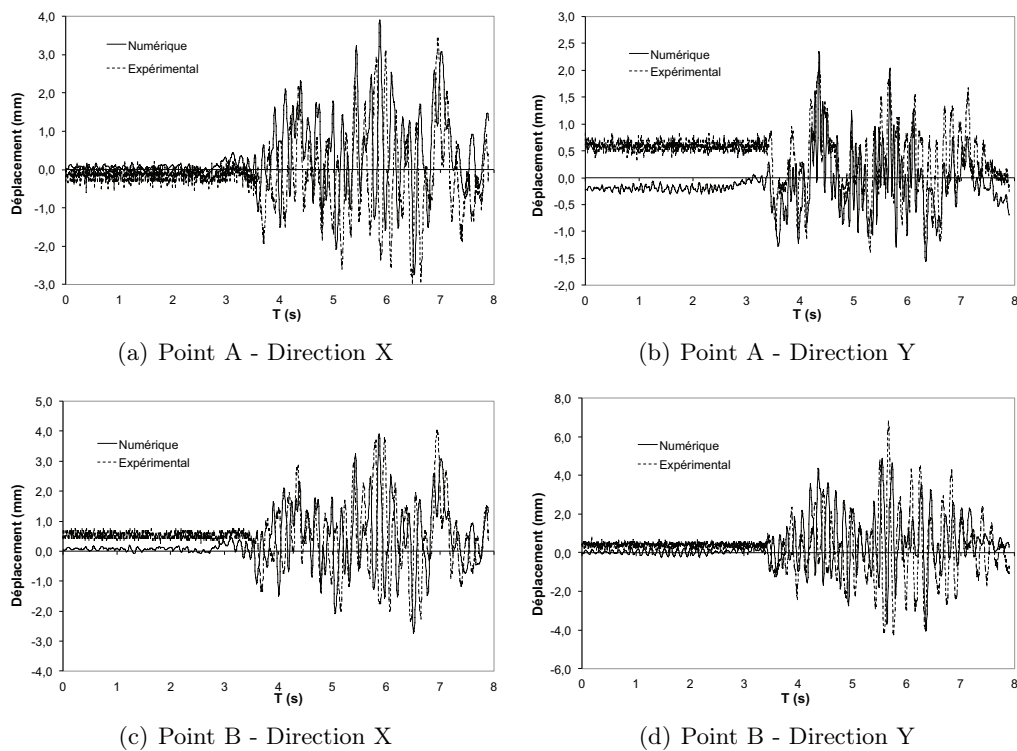 4,0
3,0
2,0
1,0
0,0
-1,0
-2,0
-3,0
Déplacement (mm)
Numérique
Expérimental
0 1 2 3 4 5 6 7 8
T (s)
(a) Point A - Direction X
3,0
2,5
2,0
1,5
1,0
0,5
0,0
-0,5
-1,0
-1,5
-2,0
Déplacement (mm)
Numérique
Expérimental
0 1 2 3 4 5 6 7 8
T (s)
(b) Point A - Direction Y
5,0
4,0
3,0
2,0
1,0
0,0
-1,0
-2,0
-3,0
-4,0
Déplacement (mm)
Numérique
Expérimental
0 1 2 3 4 5 6 7 8
T (s)
(c) Point B - Direction X
8,0
6,0
4,0
2,0
0,0
-2,0
-4,0
-6,0
Déplacement (mm)
Numérique
Expérimental
0 1 2 3 4 5 6 7 8
T (s)
(d) Point B - Direction Y